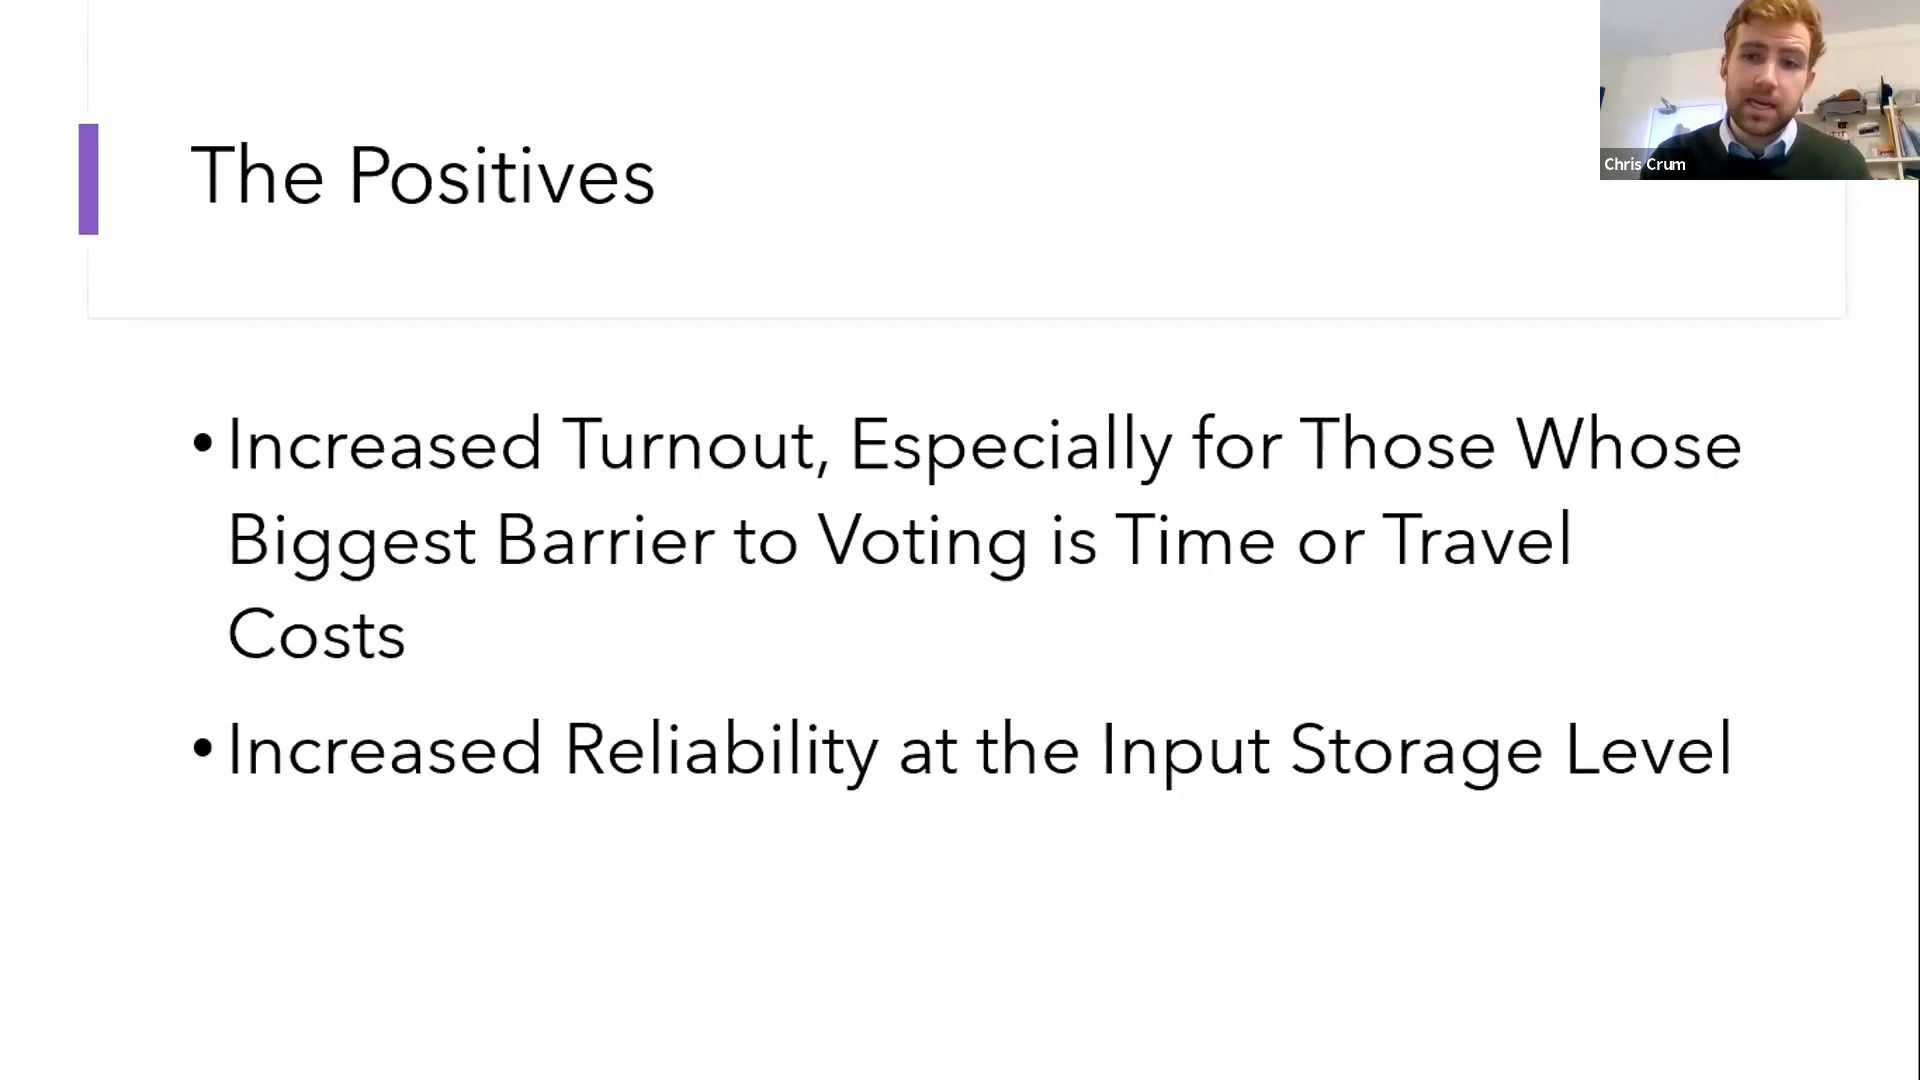 The Positives
Chris Crum
• Increased Turnout, Especially for Those Whose
Biggest Barrier to Voting is Time or Travel
Costs
• Increased Reliability at the Input Storage Level